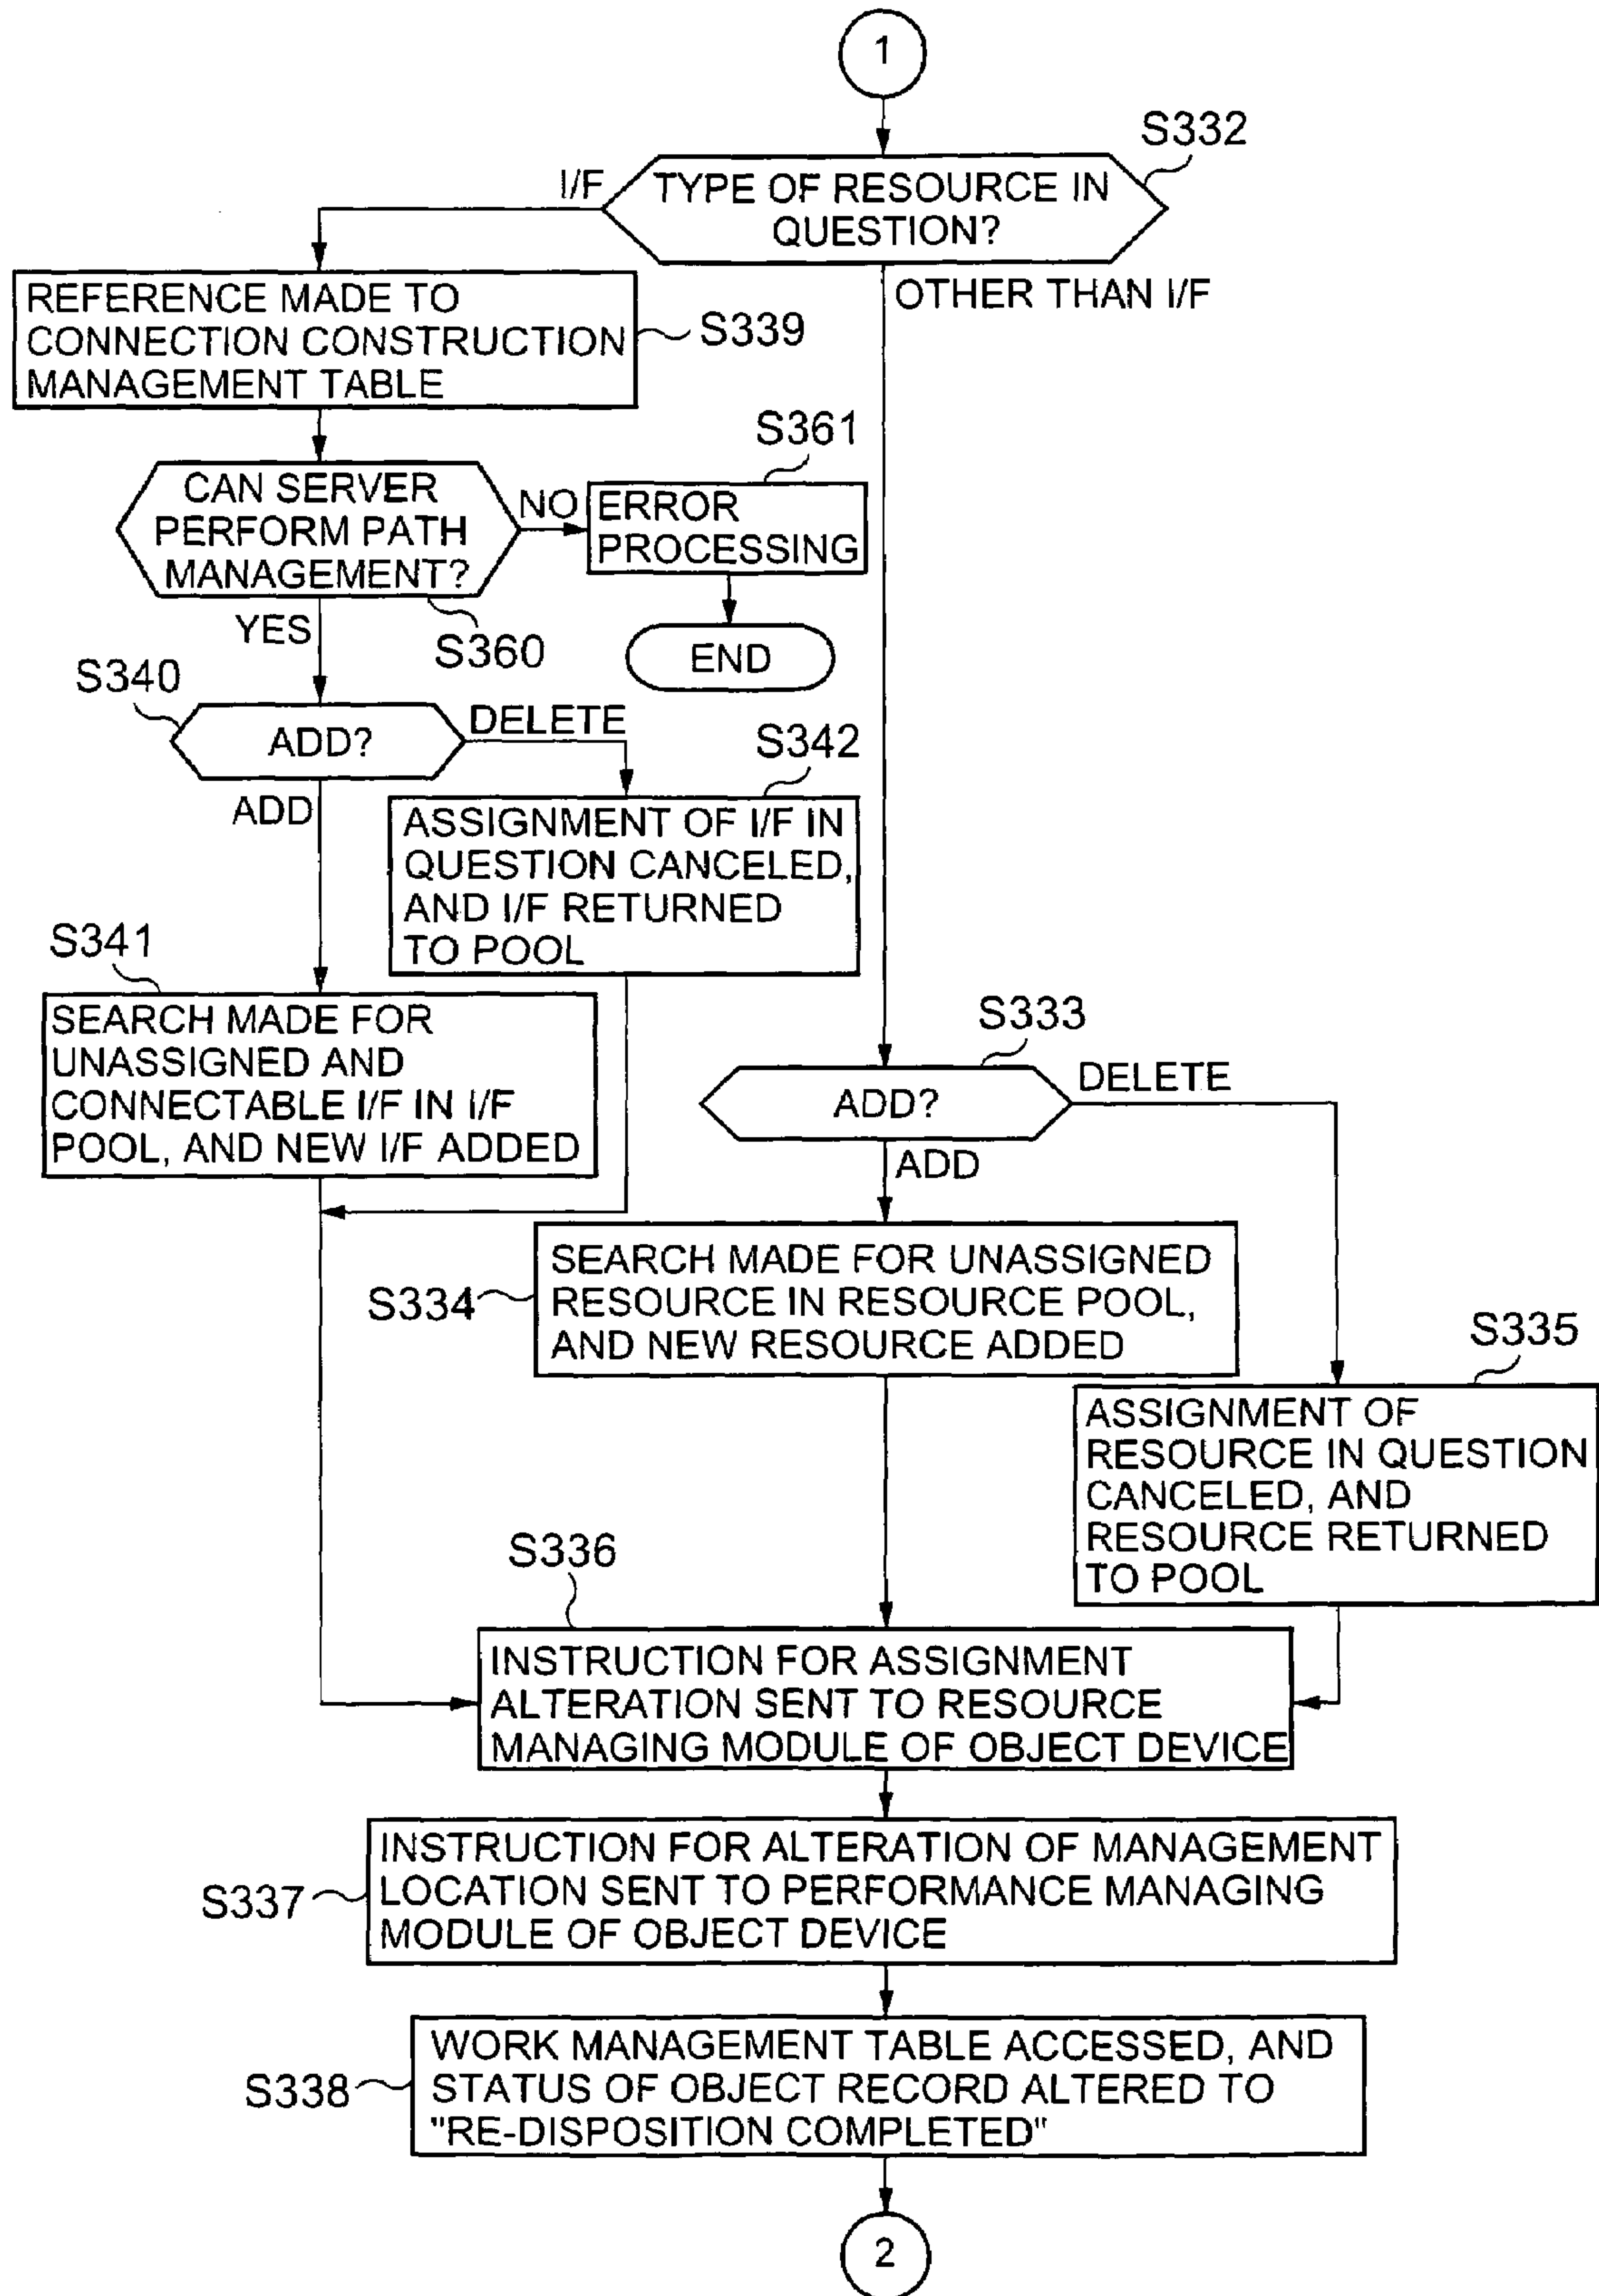 1
S332
I/F
TYPE OF RESOURCE IN
QUESTION?
OTHER THAN I/F
REFERENCE MADE TO
CONNECTION CONSTRUCTION
MANAGEMENT TABLE
S339
S361
CAN SERVER
PERFORM PATH
MANAGEMENT?
NO
ERROR
PROCESSING
YES
S360
END
S340
ADD?
DELETE
S342
ADD
ASSIGNMENT OF I/F IN
QUESTION CANCELED,
AND I/F RETURNED
TO POOL
S341
SEARCH MADE FOR
UNASSIGNED AND
CONNECTABLE I/F IN I/F
POOL, AND NEW I/F ADDED
S333
ADD?
DELETE
ADD
S334
SEARCH MADE FOR UNASSIGNED
RESOURCE IN RESOURCE POOL,
AND NEW RESOURCE ADDED
S335
ASSIGNMENT OF
RESOURCE IN QUESTION
CANCELED, AND
RESOURCE RETURNED
TO POOL
S336
INSTRUCTION FOR ASSIGNMENT
ALTERATION SENT TO RESOURCE
MANAGING MODULE OF OBJECT DEVICE
S337
INSTRUCTION FOR ALTERATION OF MANAGEMENT
LOCATION SENT TO PERFORMANCE MANAGING
MODULE OF OBJECT DEVICE
S338
WORK MANAGEMENT TABLE ACCESSED, AND
STATUS OF OBJECT RECORD ALTERED TO
"RE-DISPOSITION COMPLETED"
2